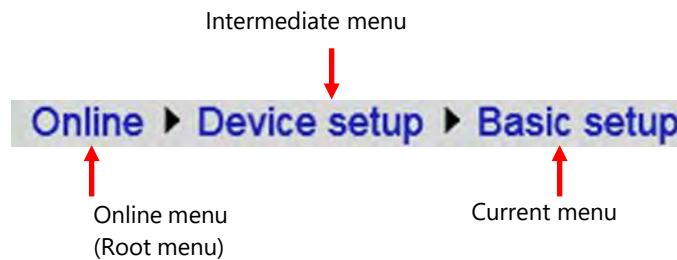 Intermediate menu
Online ▶ Device setup ▶ Basic setup
Online menu
(Root menu)
Current menu